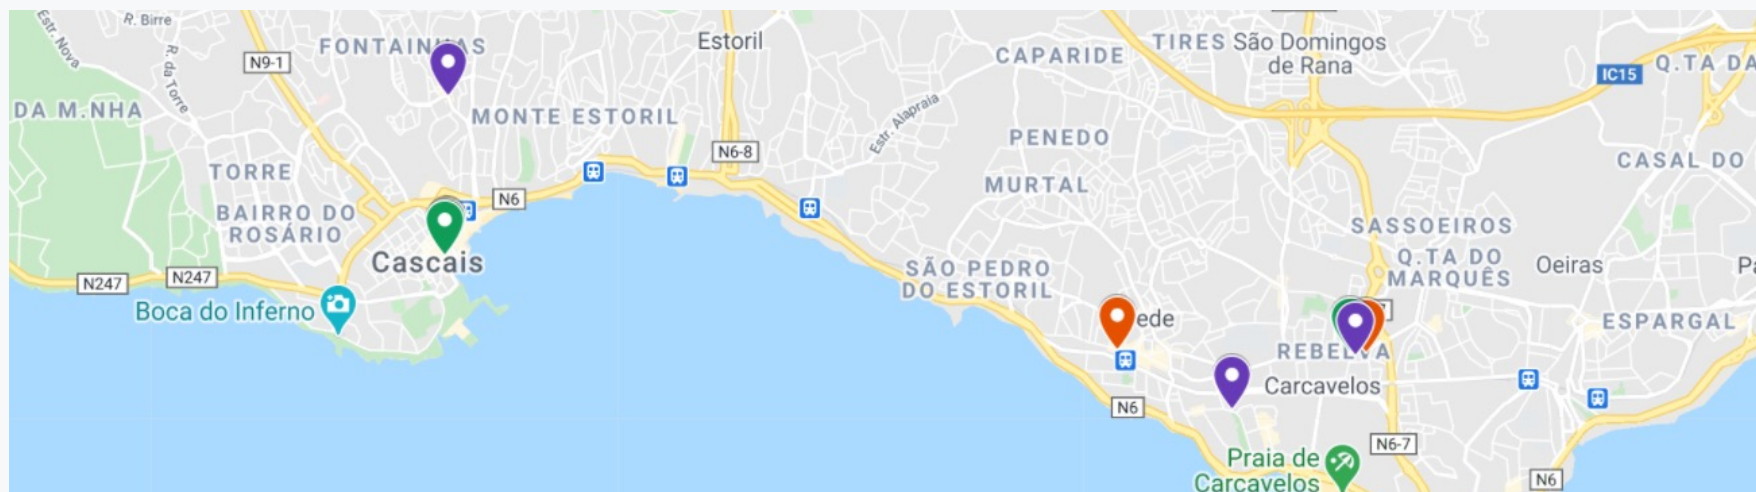 R. Birre
Estr. Nova
R. da Torre
FONTAINHAS
N9-1
Estoril
CAPARIDE
TIRES
São Domingos
de Rana
IC15
Q.TA DA
DA M.NHA
MONTE ESTORIL
Estr. Alapraia
PENEDO
N6-8
CASAL DO
TORRE
MURTAL
N6
BAIRRO DO
ROSÁRIO
SASSOEIROS
Cascais
N247
N247
SÃO PEDRO
DO ESTORIL
Q.TA DO
MARQUÊS
Oeiras
Boca do Inferno
ede
ESPARGAL
REBELVA
Carcavelos
N6
N6-7
Praia de
Carcavelos
N6